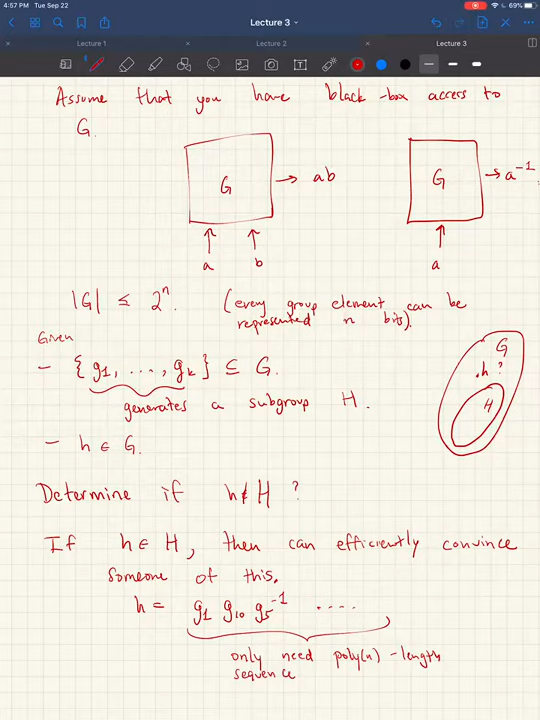 4:57 PM Tue Sep 22
69%
Lecture 3
Lecture 1
Lecture 2
Lecture 3
Assume that you have black-box access to
G.
G → ab
G → a⁻¹
a b
a
|G| ≤ 2ⁿ. (every group element can be
represented n bits).
Given
- {g₁, ...., gₖ} ⊆ G.
generates a subgroup H.
G
.h ?
H
- h ∈ G.
Determine if h∉H ?
If h∈H, then can efficiently convince
someone of this.
h = g₁ g₁₀ g₅⁻¹ ....
only need poly(n)-length
sequence